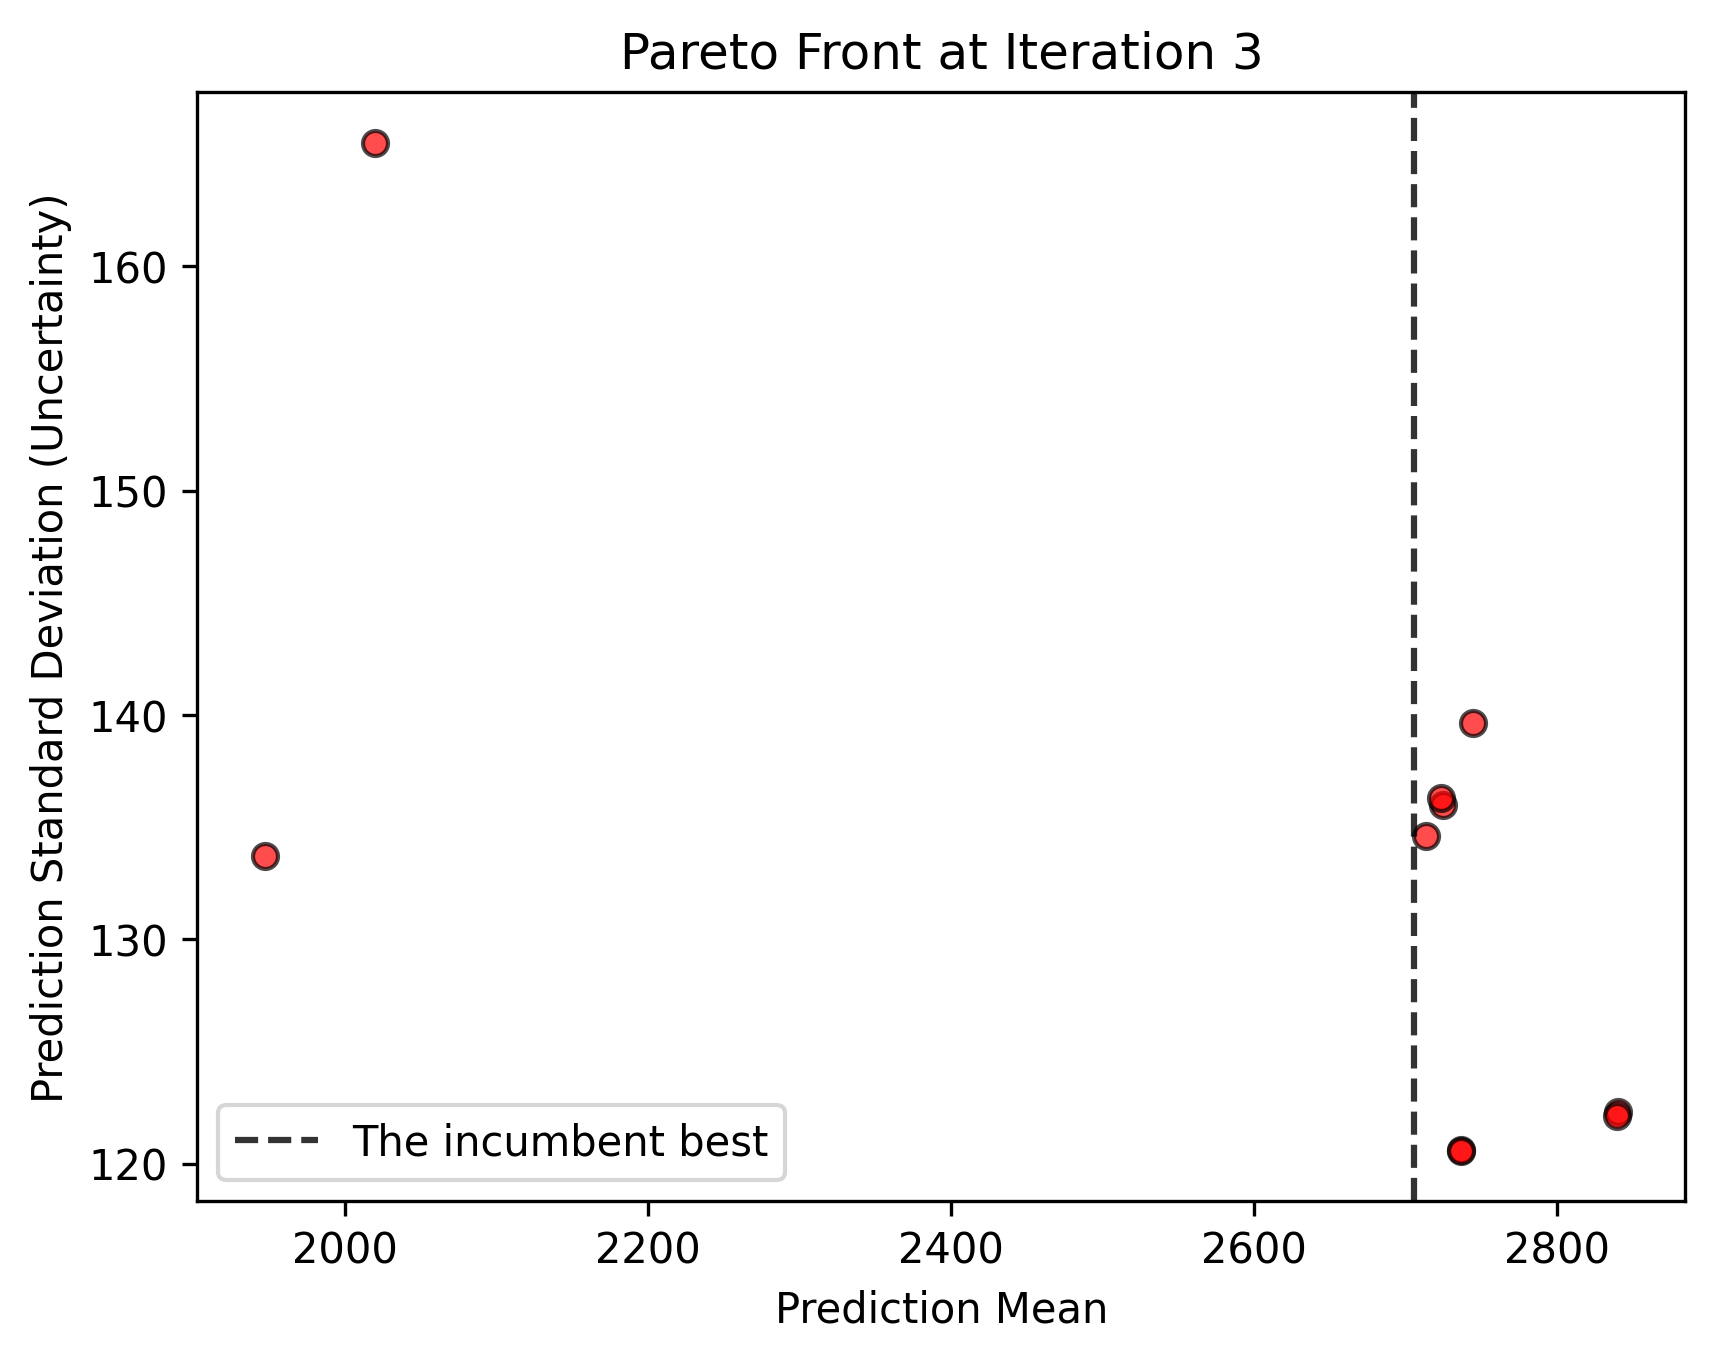 Pareto Front at Iteration 3
Prediction Standard Deviation (Uncertainty)
160
150
140
130
120
The incumbent best
2000
2200
2400
2600
2800
Prediction Mean